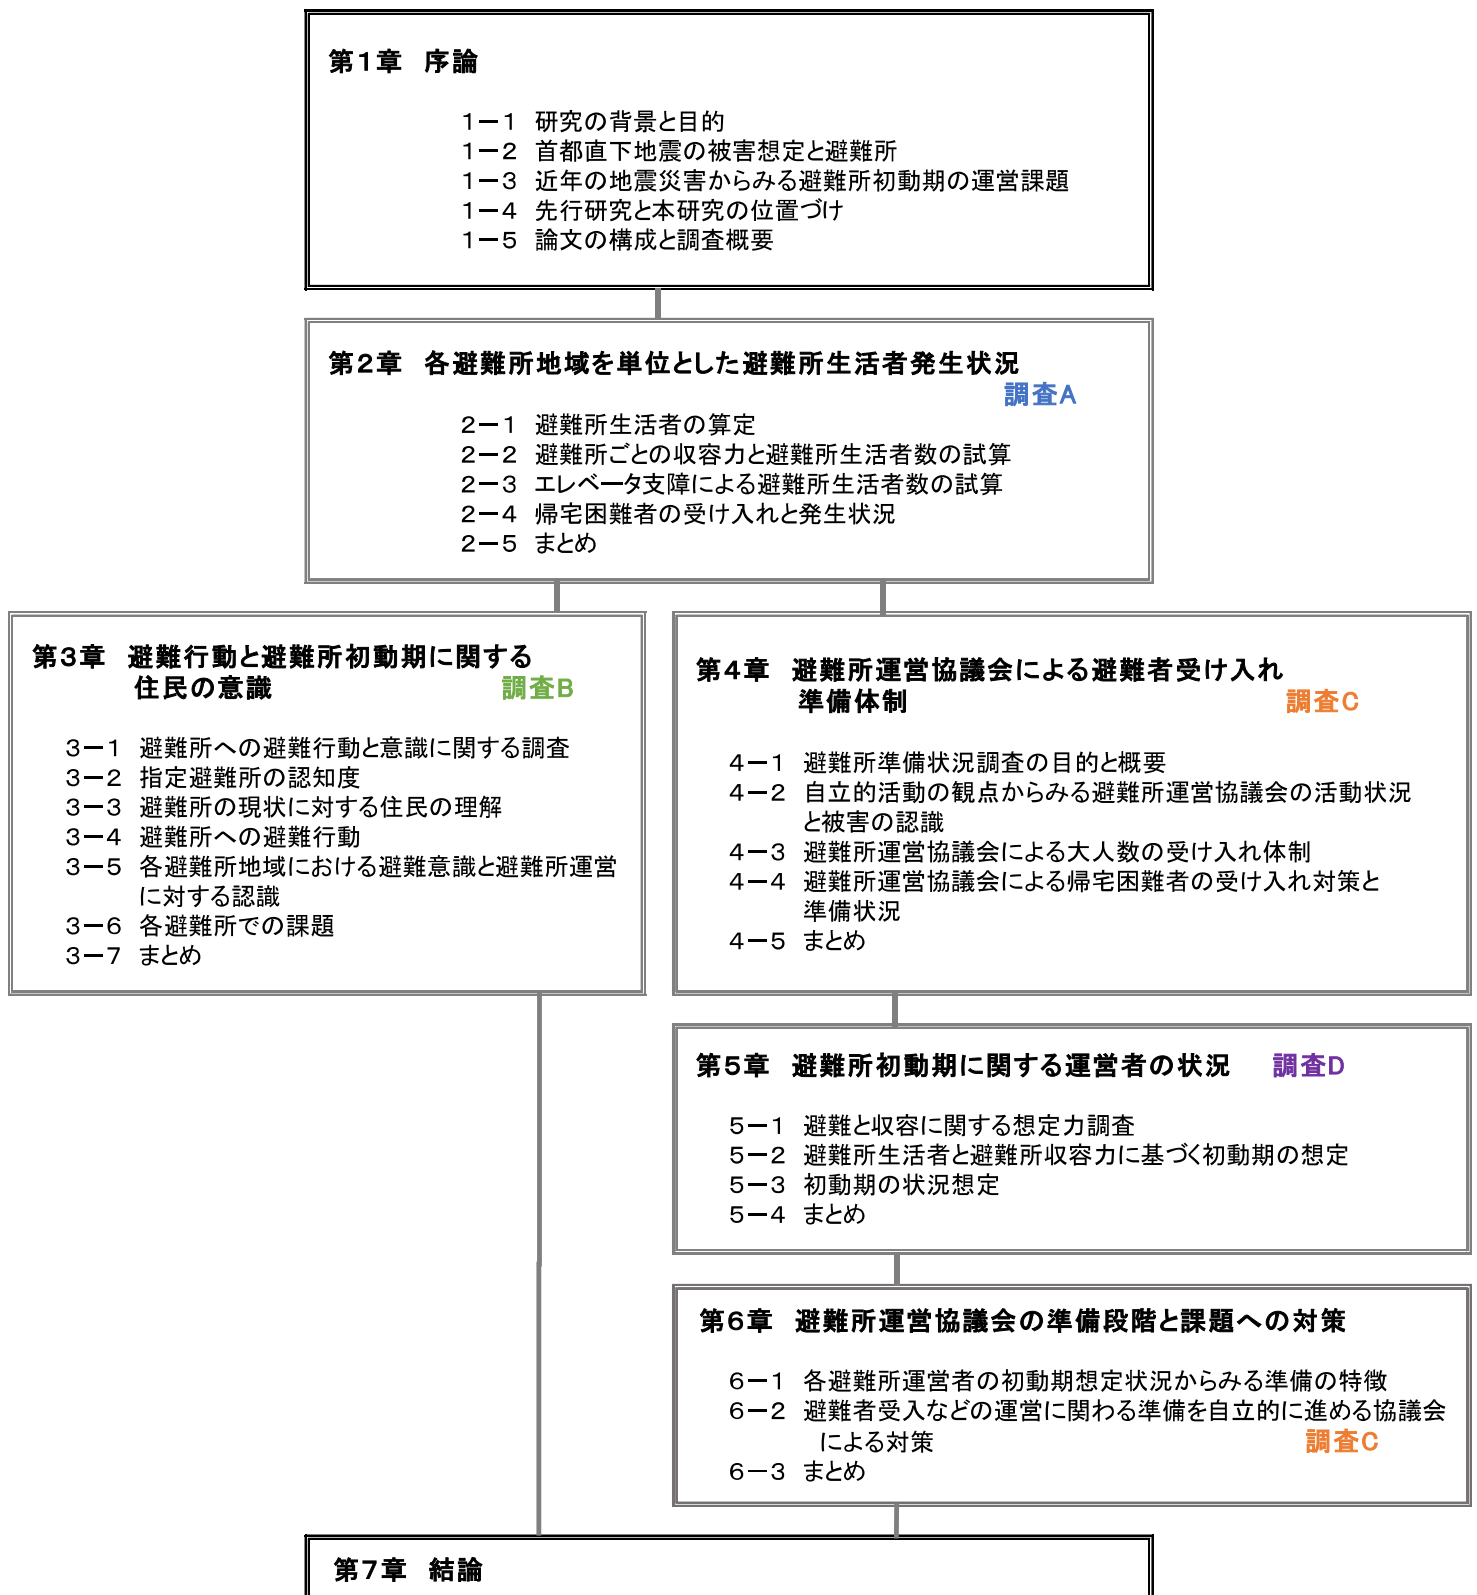 第1章 序論
1ー1 研究の背景と目的
1ー2 首都直下地震の被害想定と避難所
1ー3 近年の地震災害からみる避難所初動期の運営課題
1ー4 先行研究と本研究の位置づけ
1ー5 論文の構成と調査概要
第2章 各避難所地域を単位とした避難所生活者発生状況
調査A
2ー1 避難所生活者の算定
2ー2 避難所ごとの収容力と避難所生活者数の試算
2ー3 エレベータ支障による避難所生活者数の試算
2ー4 帰宅困難者の受け入れと発生状況
2ー5 まとめ
第3章 避難行動と避難所初動期に関する
住民の意識 調査B
3ー1 避難所への避難行動と意識に関する調査
3ー2 指定避難所の認知度
3ー3 避難所の現状に対する住民の理解
3ー4 避難所への避難行動
3ー5 各避難所地域における避難意識と避難所運営
に対する認識
3ー6 各避難所での課題
3ー7 まとめ
第4章 避難所運営協議会による避難者受け入れ
準備体制 調査C
4ー1 避難所準備状況調査の目的と概要
4ー2 自立的活動の観点からみる避難所運営協議会の活動状況
と被害の認識
4ー3 避難所運営協議会による大人数の受け入れ体制
4ー4 避難所運営協議会による帰宅困難者の受け入れ対策と
準備状況
4ー5 まとめ
第5章 避難所初動期に関する運営者の状況 調査D
5ー1 避難と収容に関する想定力調査
5ー2 避難所生活者と避難所収容力に基づく初動期の想定
5ー3 初動期の状況想定
5ー4 まとめ
第6章 避難所運営協議会の準備段階と課題への対策
6ー1 各避難所運営者の初動期想定状況からみる準備の特徴
6ー2 避難者受入などの運営に関わる準備を自立的に進める協議会
による対策 調査C
6ー3 まとめ
第7章 結論